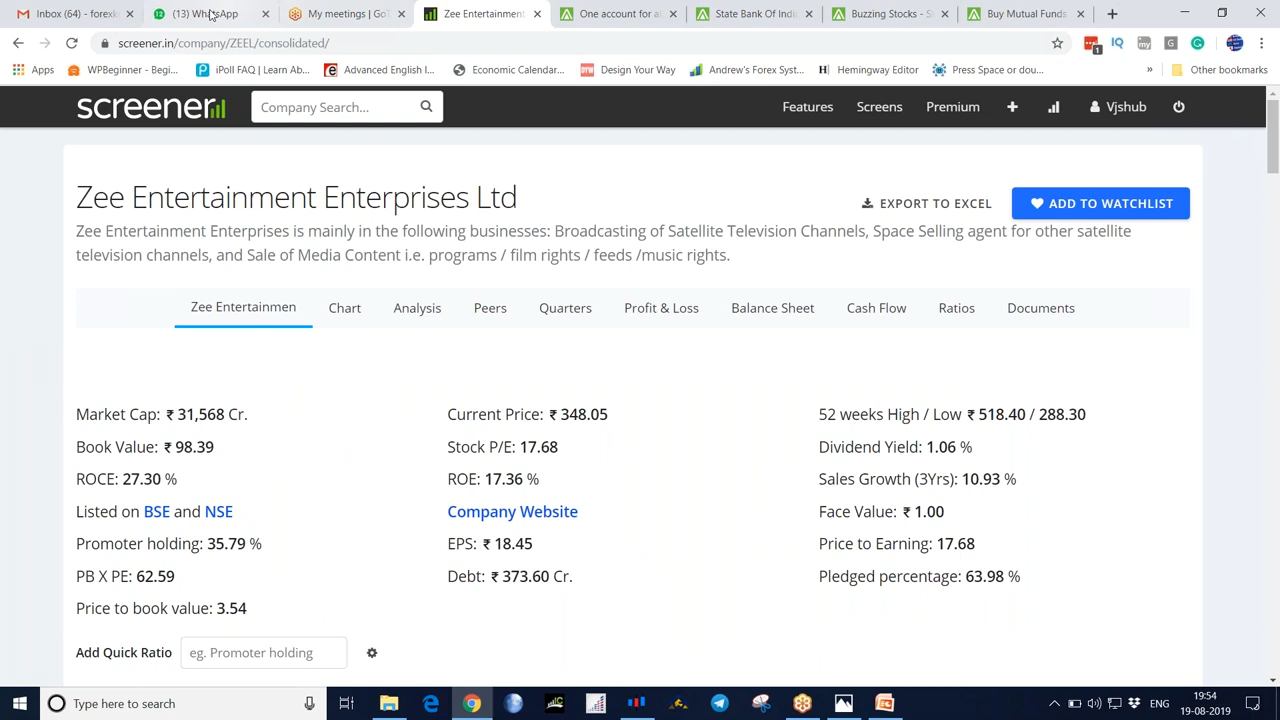 Inbox (64) - forexk
12 (13) WhatsApp
My meetings | GoT
Zee Entertainment
One account for al
State Bank Of Indi
Buzzing Stocks - S
Buy Mutual Funds
screener.in/company/ZEEL/consolidated/
1 IQ my G
Apps
WPBeginner - Begi...
iPoll FAQ | Learn Ab...
Advanced English I...
Economic Calendar...
Design Your Way
Andrew's Forex Syst...
Hemingway Editor
Press Space or dou...
»
Other bookmarks
screener
Company Search...
Features Screens Premium Vjshub
Zee Entertainment Enterprises Ltd
EXPORT TO EXCEL
ADD TO WATCHLIST
Zee Entertainment Enterprises is mainly in the following businesses: Broadcasting of Satellite Television Channels, Space Selling agent for other satellite
television channels, and Sale of Media Content i.e. programs / film rights / feeds /music rights.
Zee Entertainmen Chart Analysis Peers Quarters Profit & Loss Balance Sheet Cash Flow Ratios Documents
Market Cap: ₹ 31,568 Cr. Current Price: ₹ 348.05 52 weeks High / Low ₹ 518.40 / 288.30
Book Value: ₹ 98.39 Stock P/E: 17.68 Dividend Yield: 1.06 %
ROCE: 27.30 % ROE: 17.36 % Sales Growth (3Yrs): 10.93 %
Listed on BSE and NSE Company Website Face Value: ₹ 1.00
Promoter holding: 35.79 % EPS: ₹ 18.45 Price to Earning: 17.68
PB X PE: 62.59 Debt: ₹ 373.60 Cr. Pledged percentage: 63.98 %
Price to book value: 3.54
Add Quick Ratio eg. Promoter holding
Type here to search
ENG
19:54
19-08-2019